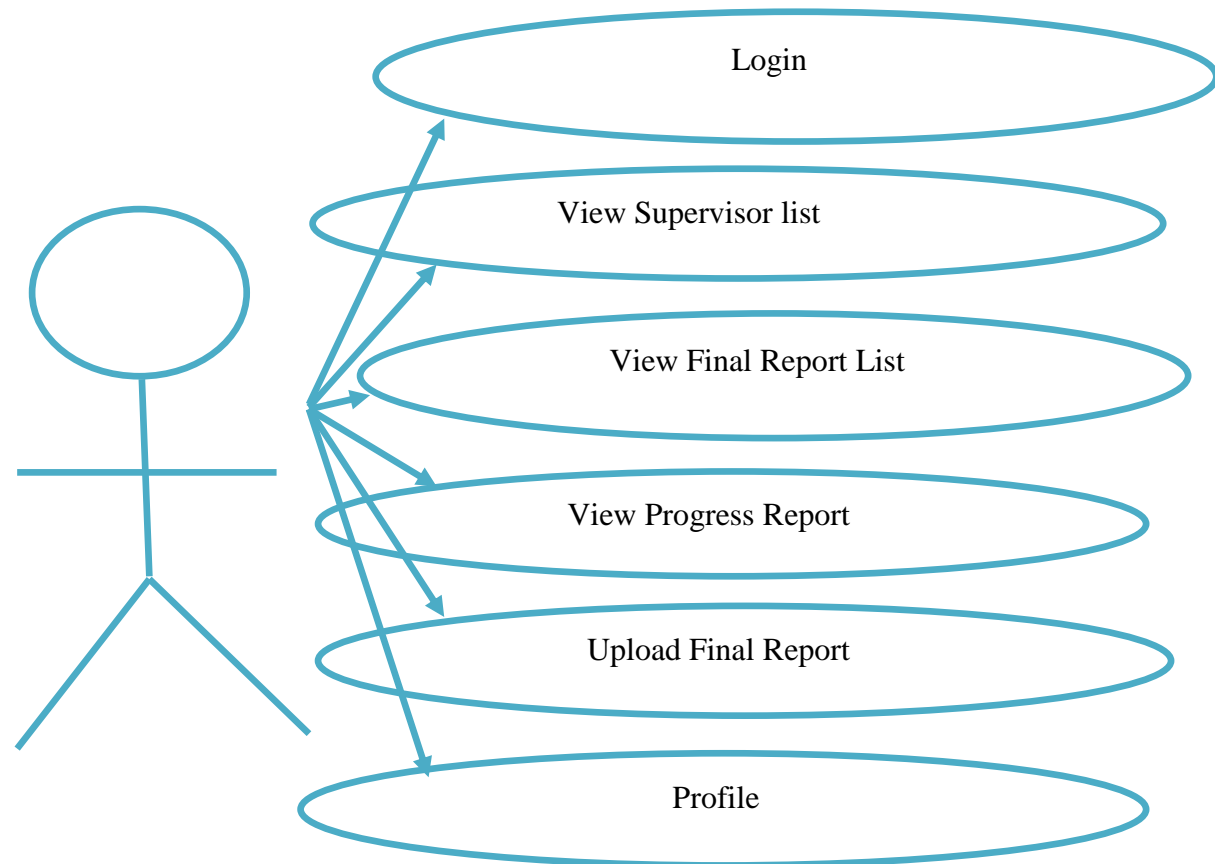 Login
View Supervisor list
View Final Report List
View Progress Report
Upload Final Report
Profile